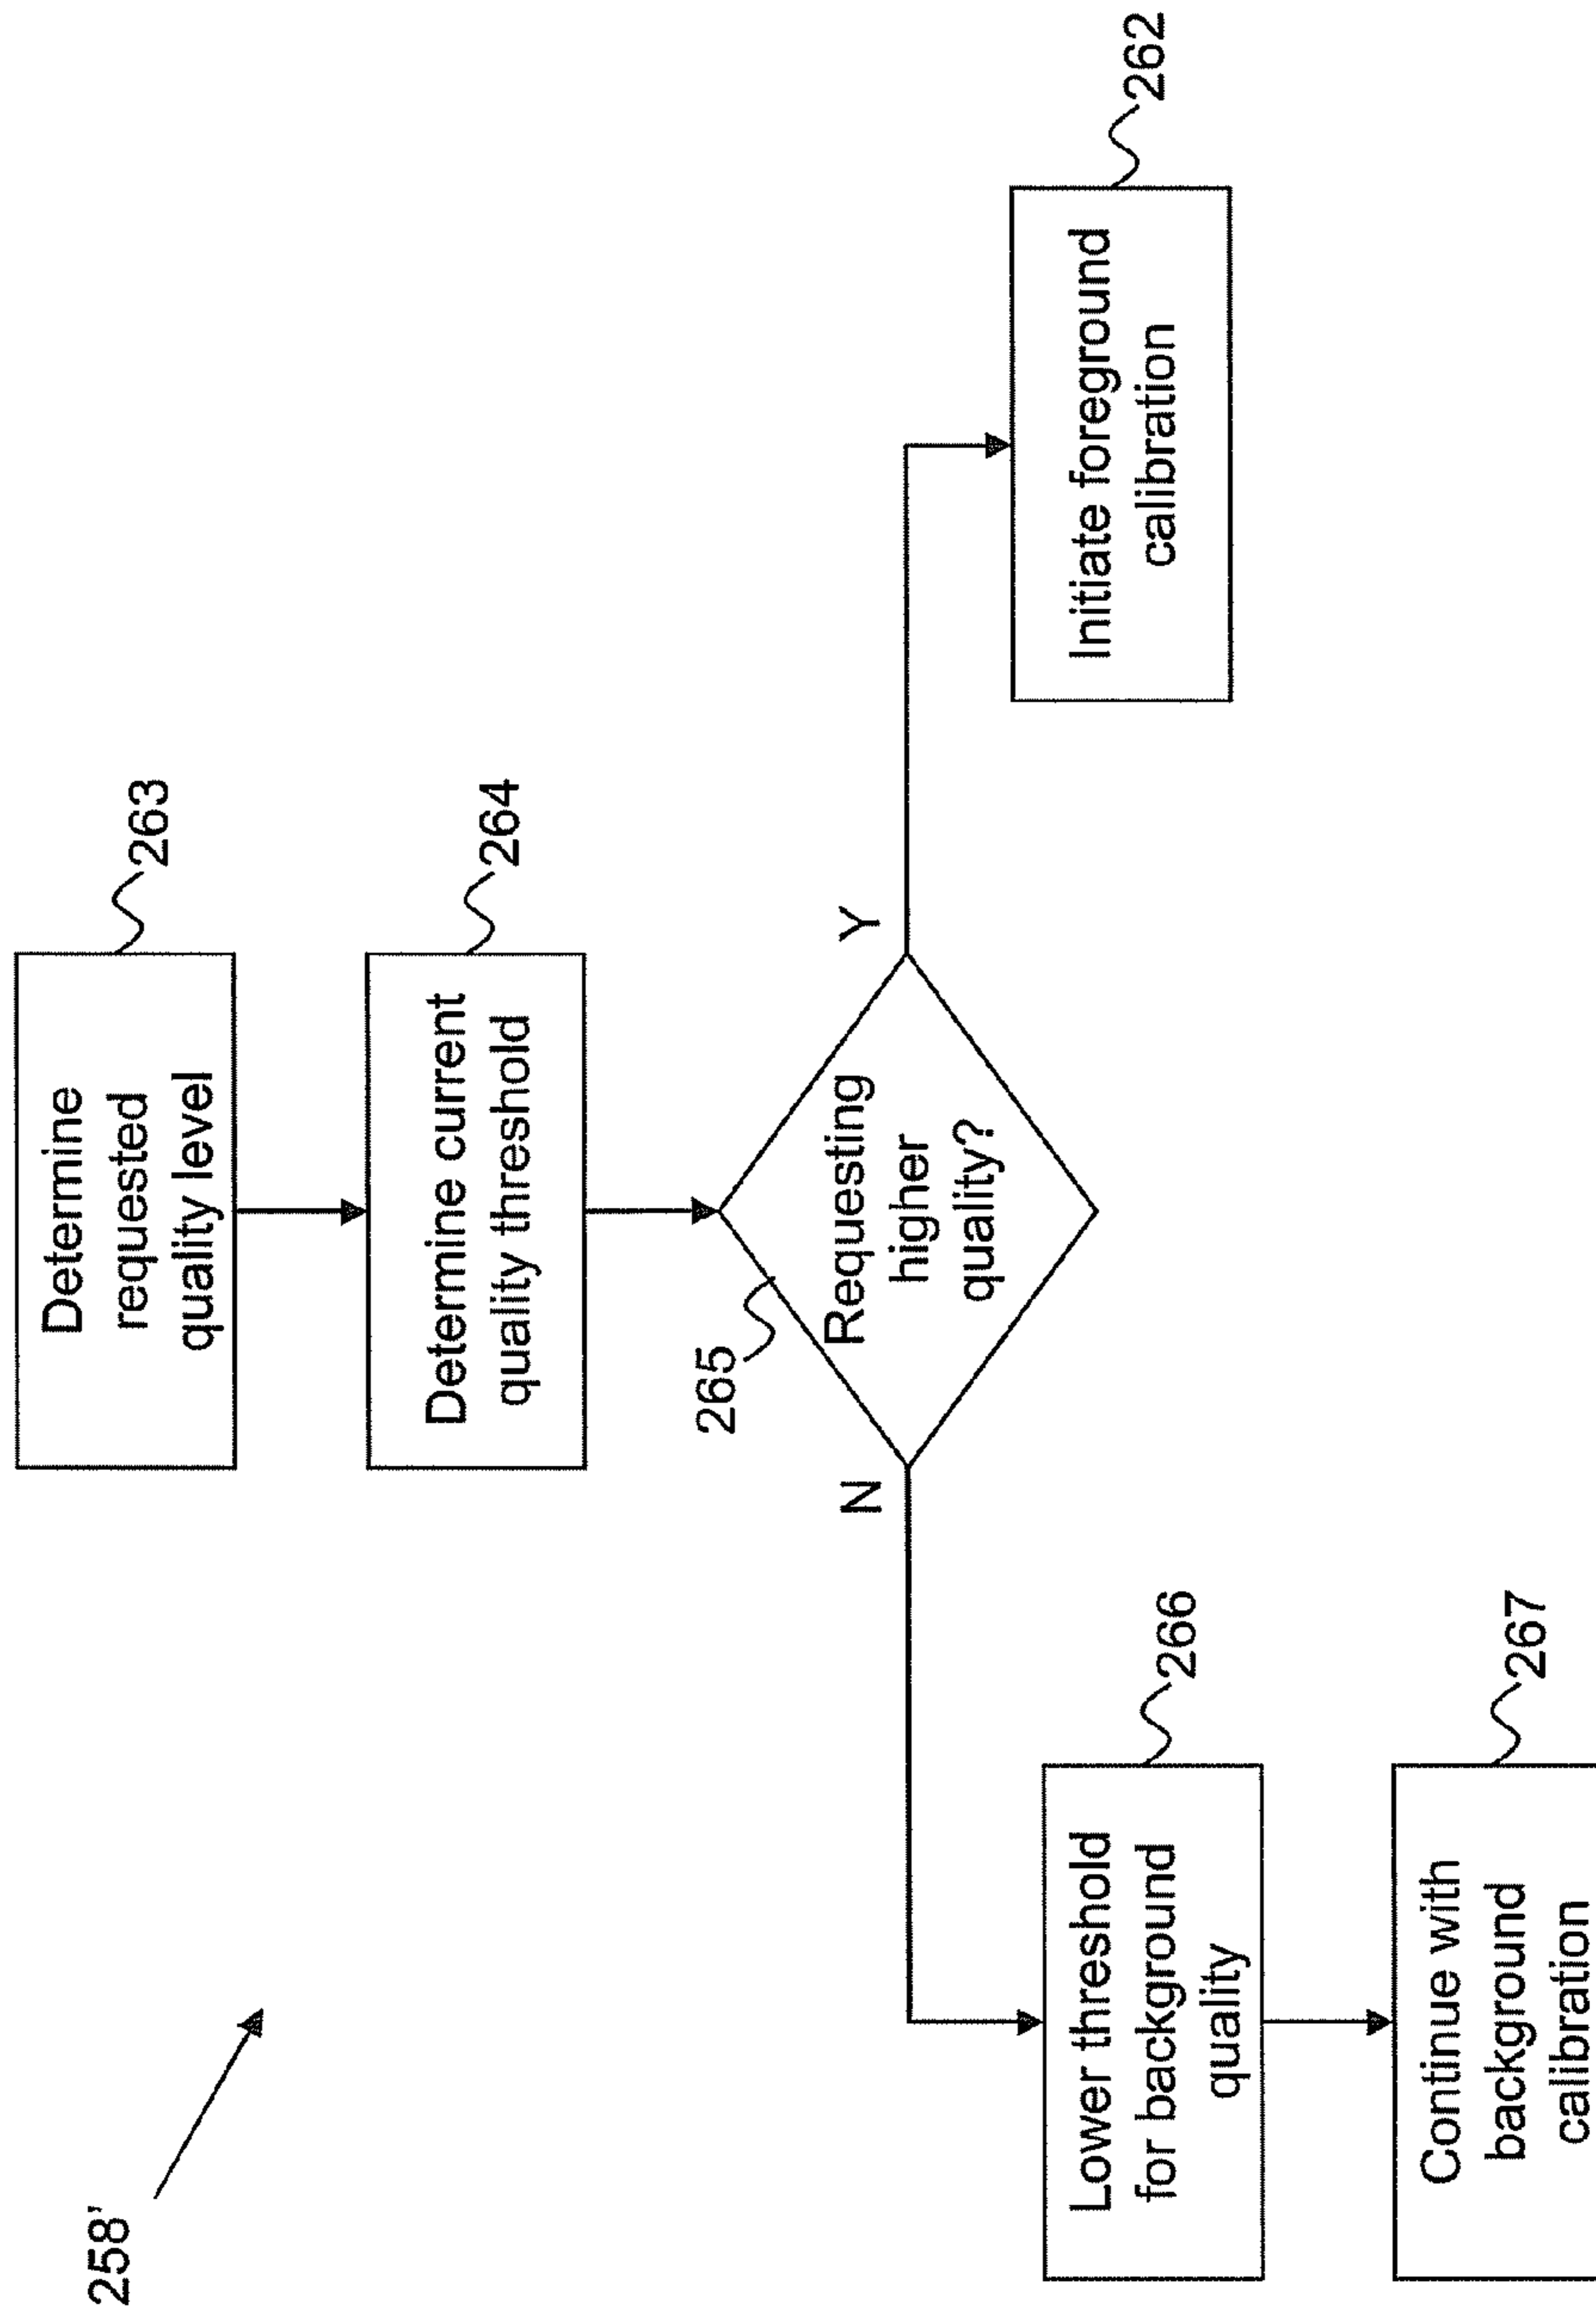 258'
Determine
requested
quality level
263
Determine current
quality threshold
264
265
Requesting
higher
quality?
N
Y
Lower threshold
for background
quality
266
Continue with
background
calibration
267
Initiate foreground
calibration
262